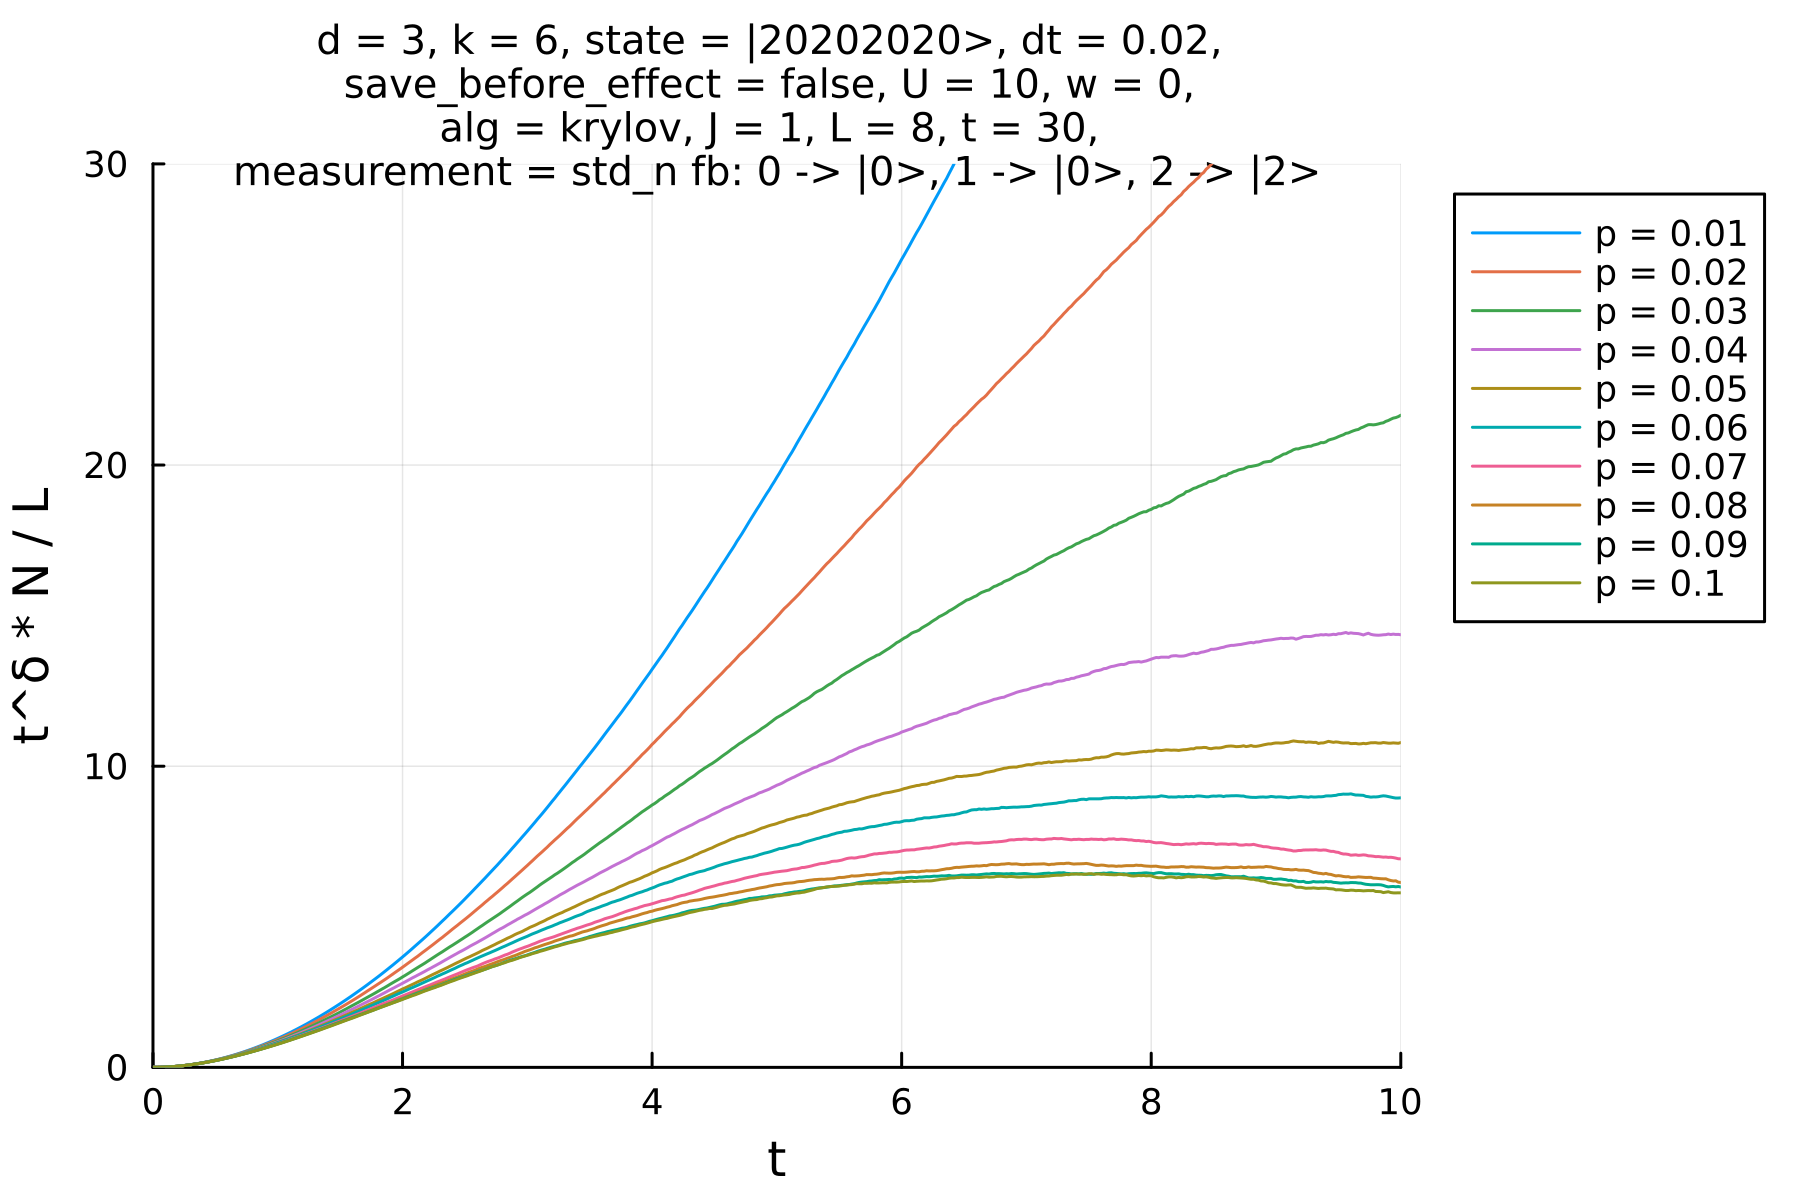 d = 3, k = 6, state = |20202020>, dt = 0.02,
save_before_effect = false, U = 10, w = 0,
alg = krylov, J = 1, L = 8, t = 30,
measurement = std_n fb: 0 -> |0>, 1 -> |0>, 2 -> |2>
30
20
10
0
t^δ * N / L
0 2 4 6 8 10
t
p = 0.01
p = 0.02
p = 0.03
p = 0.04
p = 0.05
p = 0.06
p = 0.07
p = 0.08
p = 0.09
p = 0.1